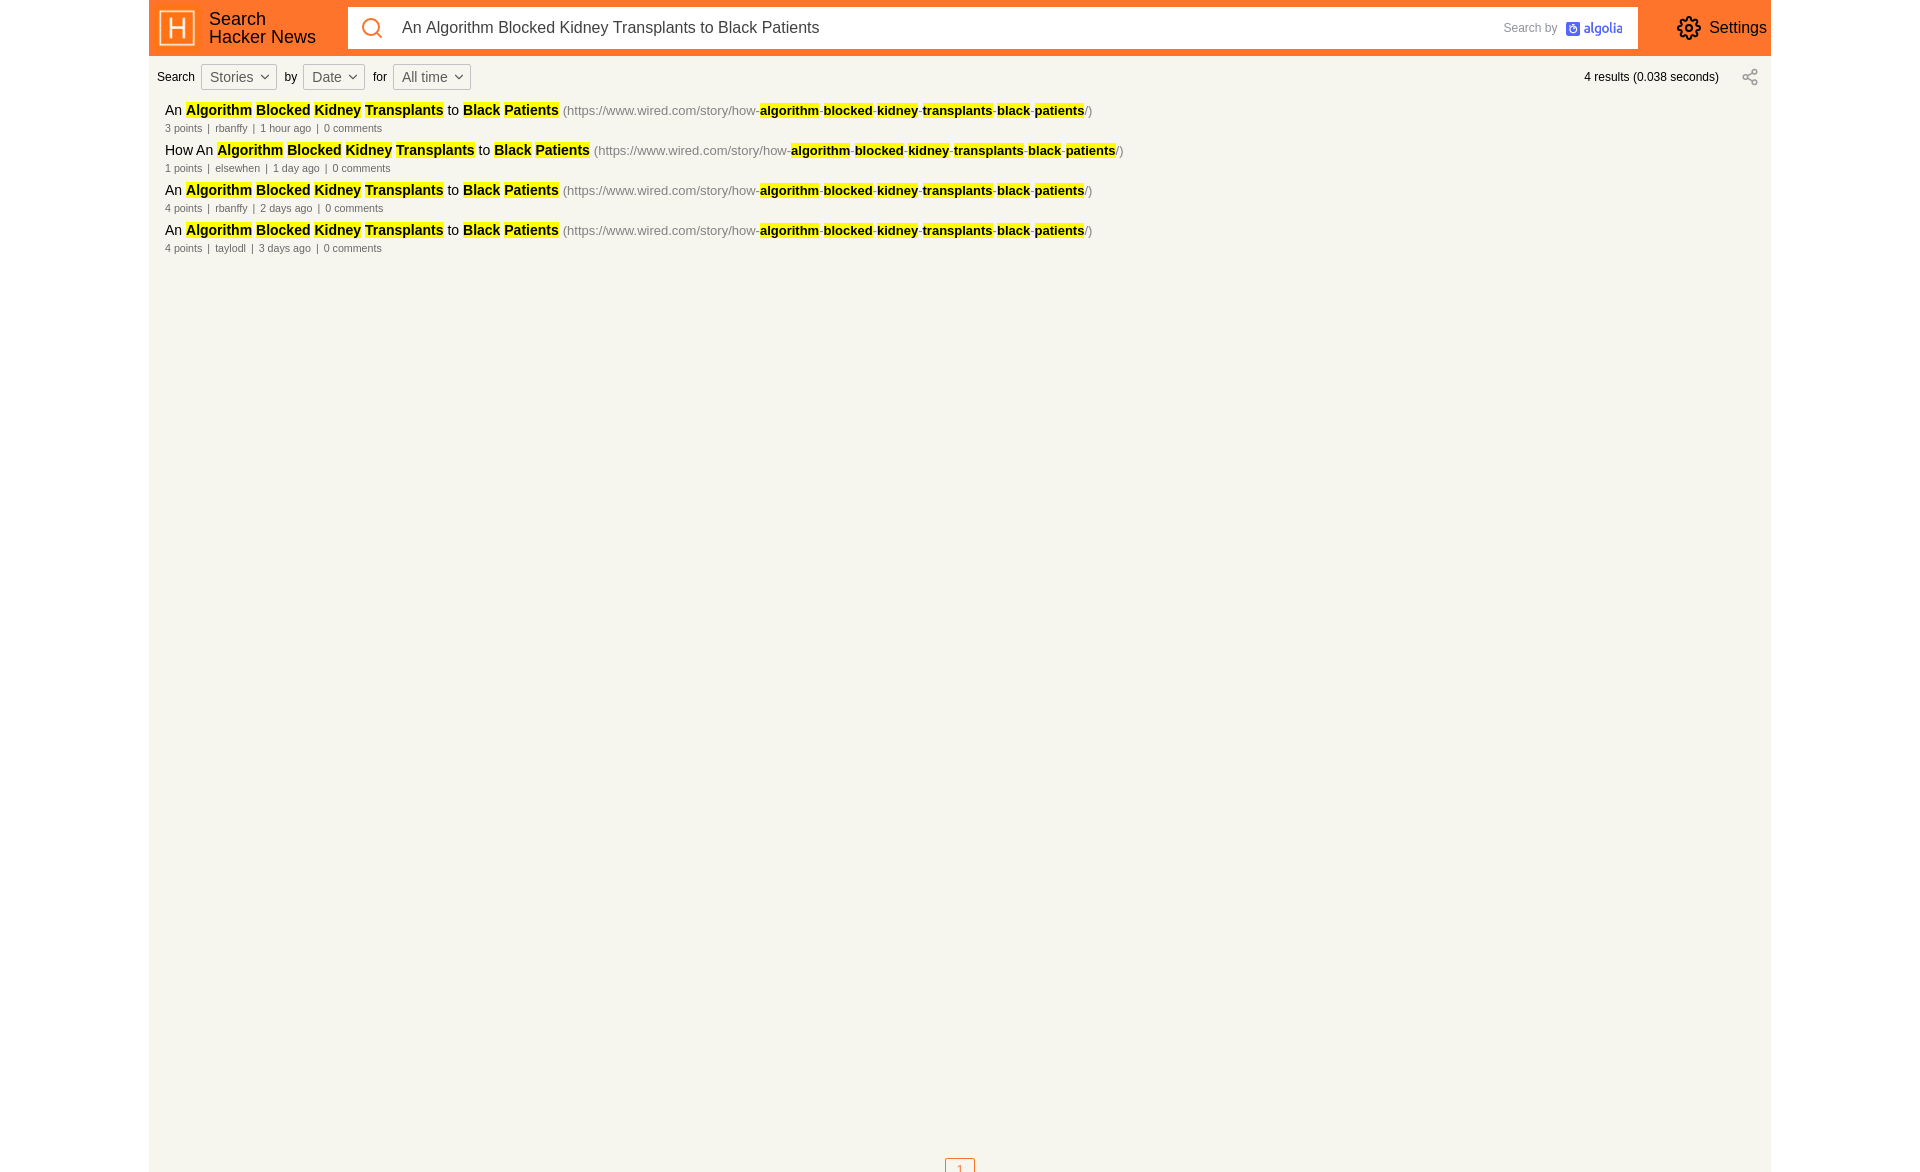 Search
Hacker News
An Algorithm Blocked Kidney Transplants to Black Patients
Search by algolia
Settings
Search Stories by Date for All time
4 results (0.038 seconds)
An Algorithm Blocked Kidney Transplants to Black Patients (https://www.wired.com/story/how-algorithm-blocked-kidney-transplants-black-patients/)
3 points | rbanffy | 1 hour ago | 0 comments
How An Algorithm Blocked Kidney Transplants to Black Patients (https://www.wired.com/story/how-algorithm-blocked-kidney-transplants-black-patients/)
1 points | elsewhen | 1 day ago | 0 comments
An Algorithm Blocked Kidney Transplants to Black Patients (https://www.wired.com/story/how-algorithm-blocked-kidney-transplants-black-patients/)
4 points | rbanffy | 2 days ago | 0 comments
An Algorithm Blocked Kidney Transplants to Black Patients (https://www.wired.com/story/how-algorithm-blocked-kidney-transplants-black-patients/)
4 points | taylodl | 3 days ago | 0 comments
1